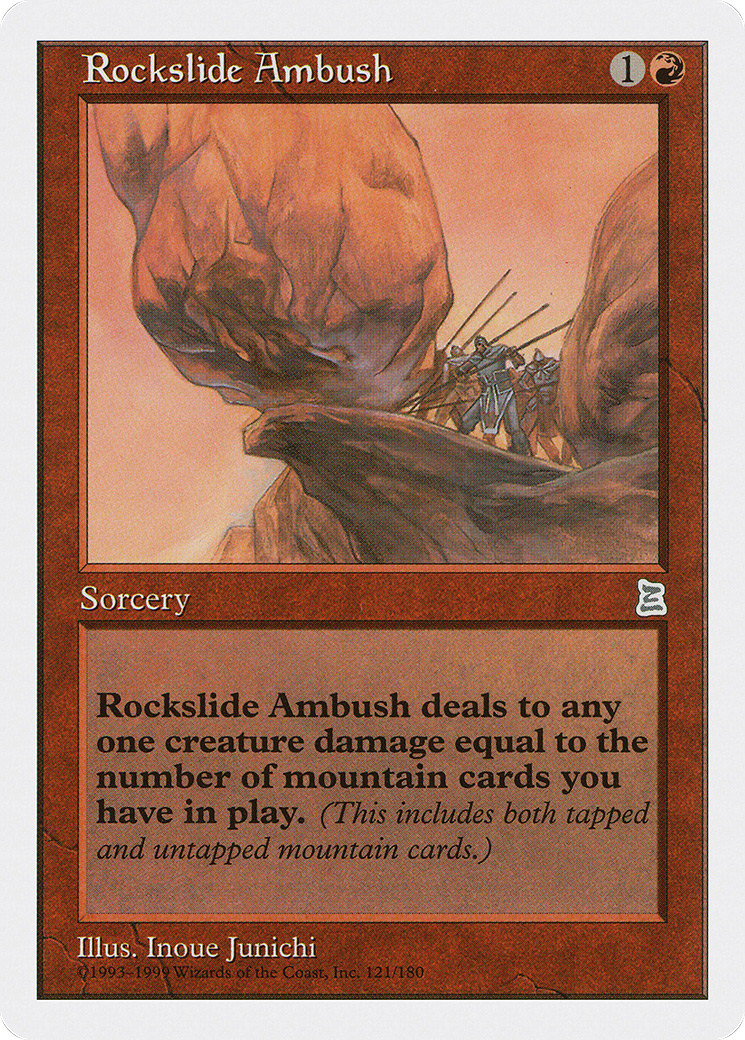 Rockslide Ambush 1
Sorcery
Rockslide Ambush deals to any
one creature damage equal to the
number of mountain cards you
have in play. (This includes both tapped
and untapped mountain cards.)
Illus. Inoue Junichi
©1993–1999 Wizards of the Coast, Inc. 121/180